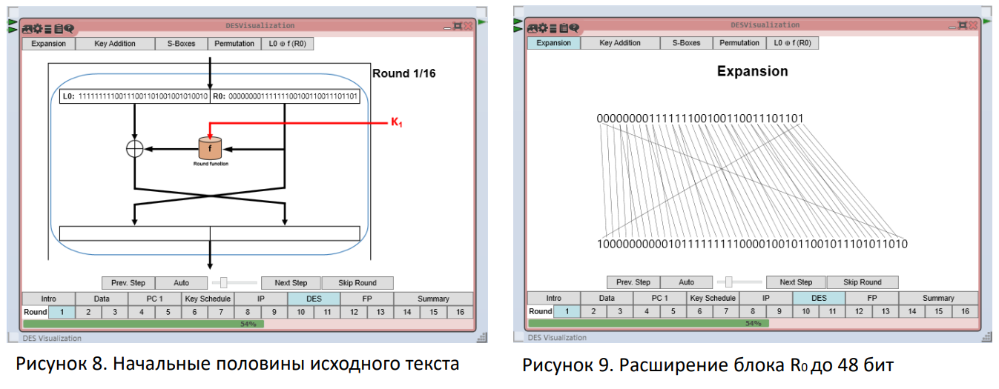 DESVisualization
Expansion Key Addition S-Boxes Permutation L0 ⊕ f (R0)
Round 1/16
L0: 11111111100111001101001001010010 R0: 00000000111111100100110011101101
K₁
f
Round function
Prev. Step Auto Next Step Skip Round
Intro Data PC 1 Key Schedule IP DES FP Summary
Round 1 2 3 4 5 6 7 8 9 10 11 12 13 14 15 16
54%
DES Visualization
Рисунок 8. Начальные половины исходного текста
DESVisualization
Expansion Key Addition S-Boxes Permutation L0 ⊕ f (R0)
Expansion
00000000111111100100110011101101
100000000001011111111100001001011001011101011010
Prev. Step Auto Next Step Skip Round
Intro Data PC 1 Key Schedule IP DES FP Summary
Round 1 2 3 4 5 6 7 8 9 10 11 12 13 14 15 16
54%
DES Visualization
Рисунок 9. Расширение блока R₀ до 48 бит